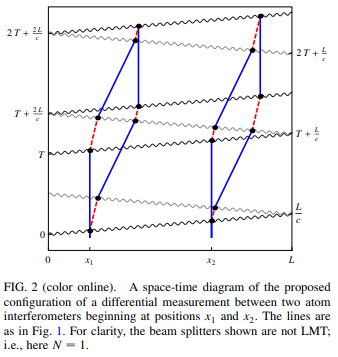 2T + 2L/c
2T + L/c
T + 2L/c
T + L/c
T
L/c
0
0 x₁ x₂ L
FIG. 2 (color online). A space-time diagram of the proposed
configuration of a differential measurement between two atom
interferometers beginning at positions x₁ and x₂. The lines are
as in Fig. 1. For clarity, the beam splitters shown are not LMT;
i.e., here N = 1.